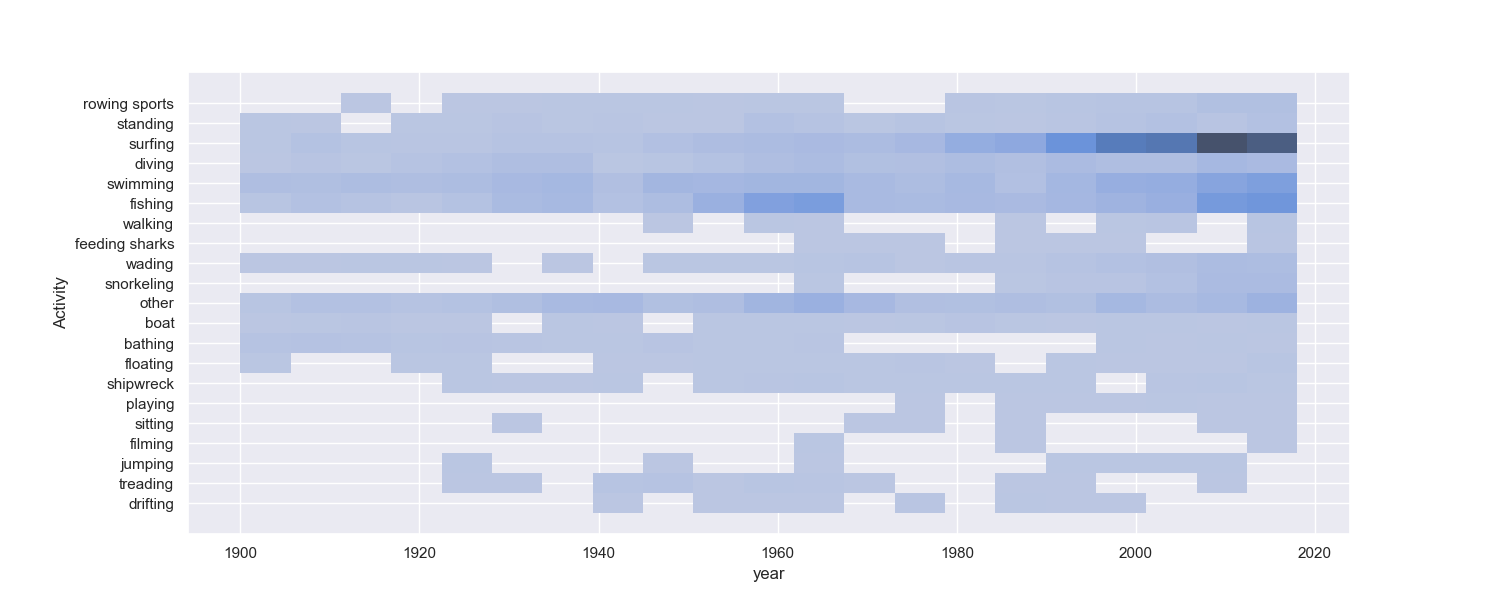 rowing sports
standing
surfing
diving
swimming
fishing
walking
feeding sharks
wading
snorkeling
other
boat
bathing
floating
shipwreck
playing
sitting
filming
jumping
treading
drifting
Activity
1900 1920 1940 1960 1980 2000 2020
year